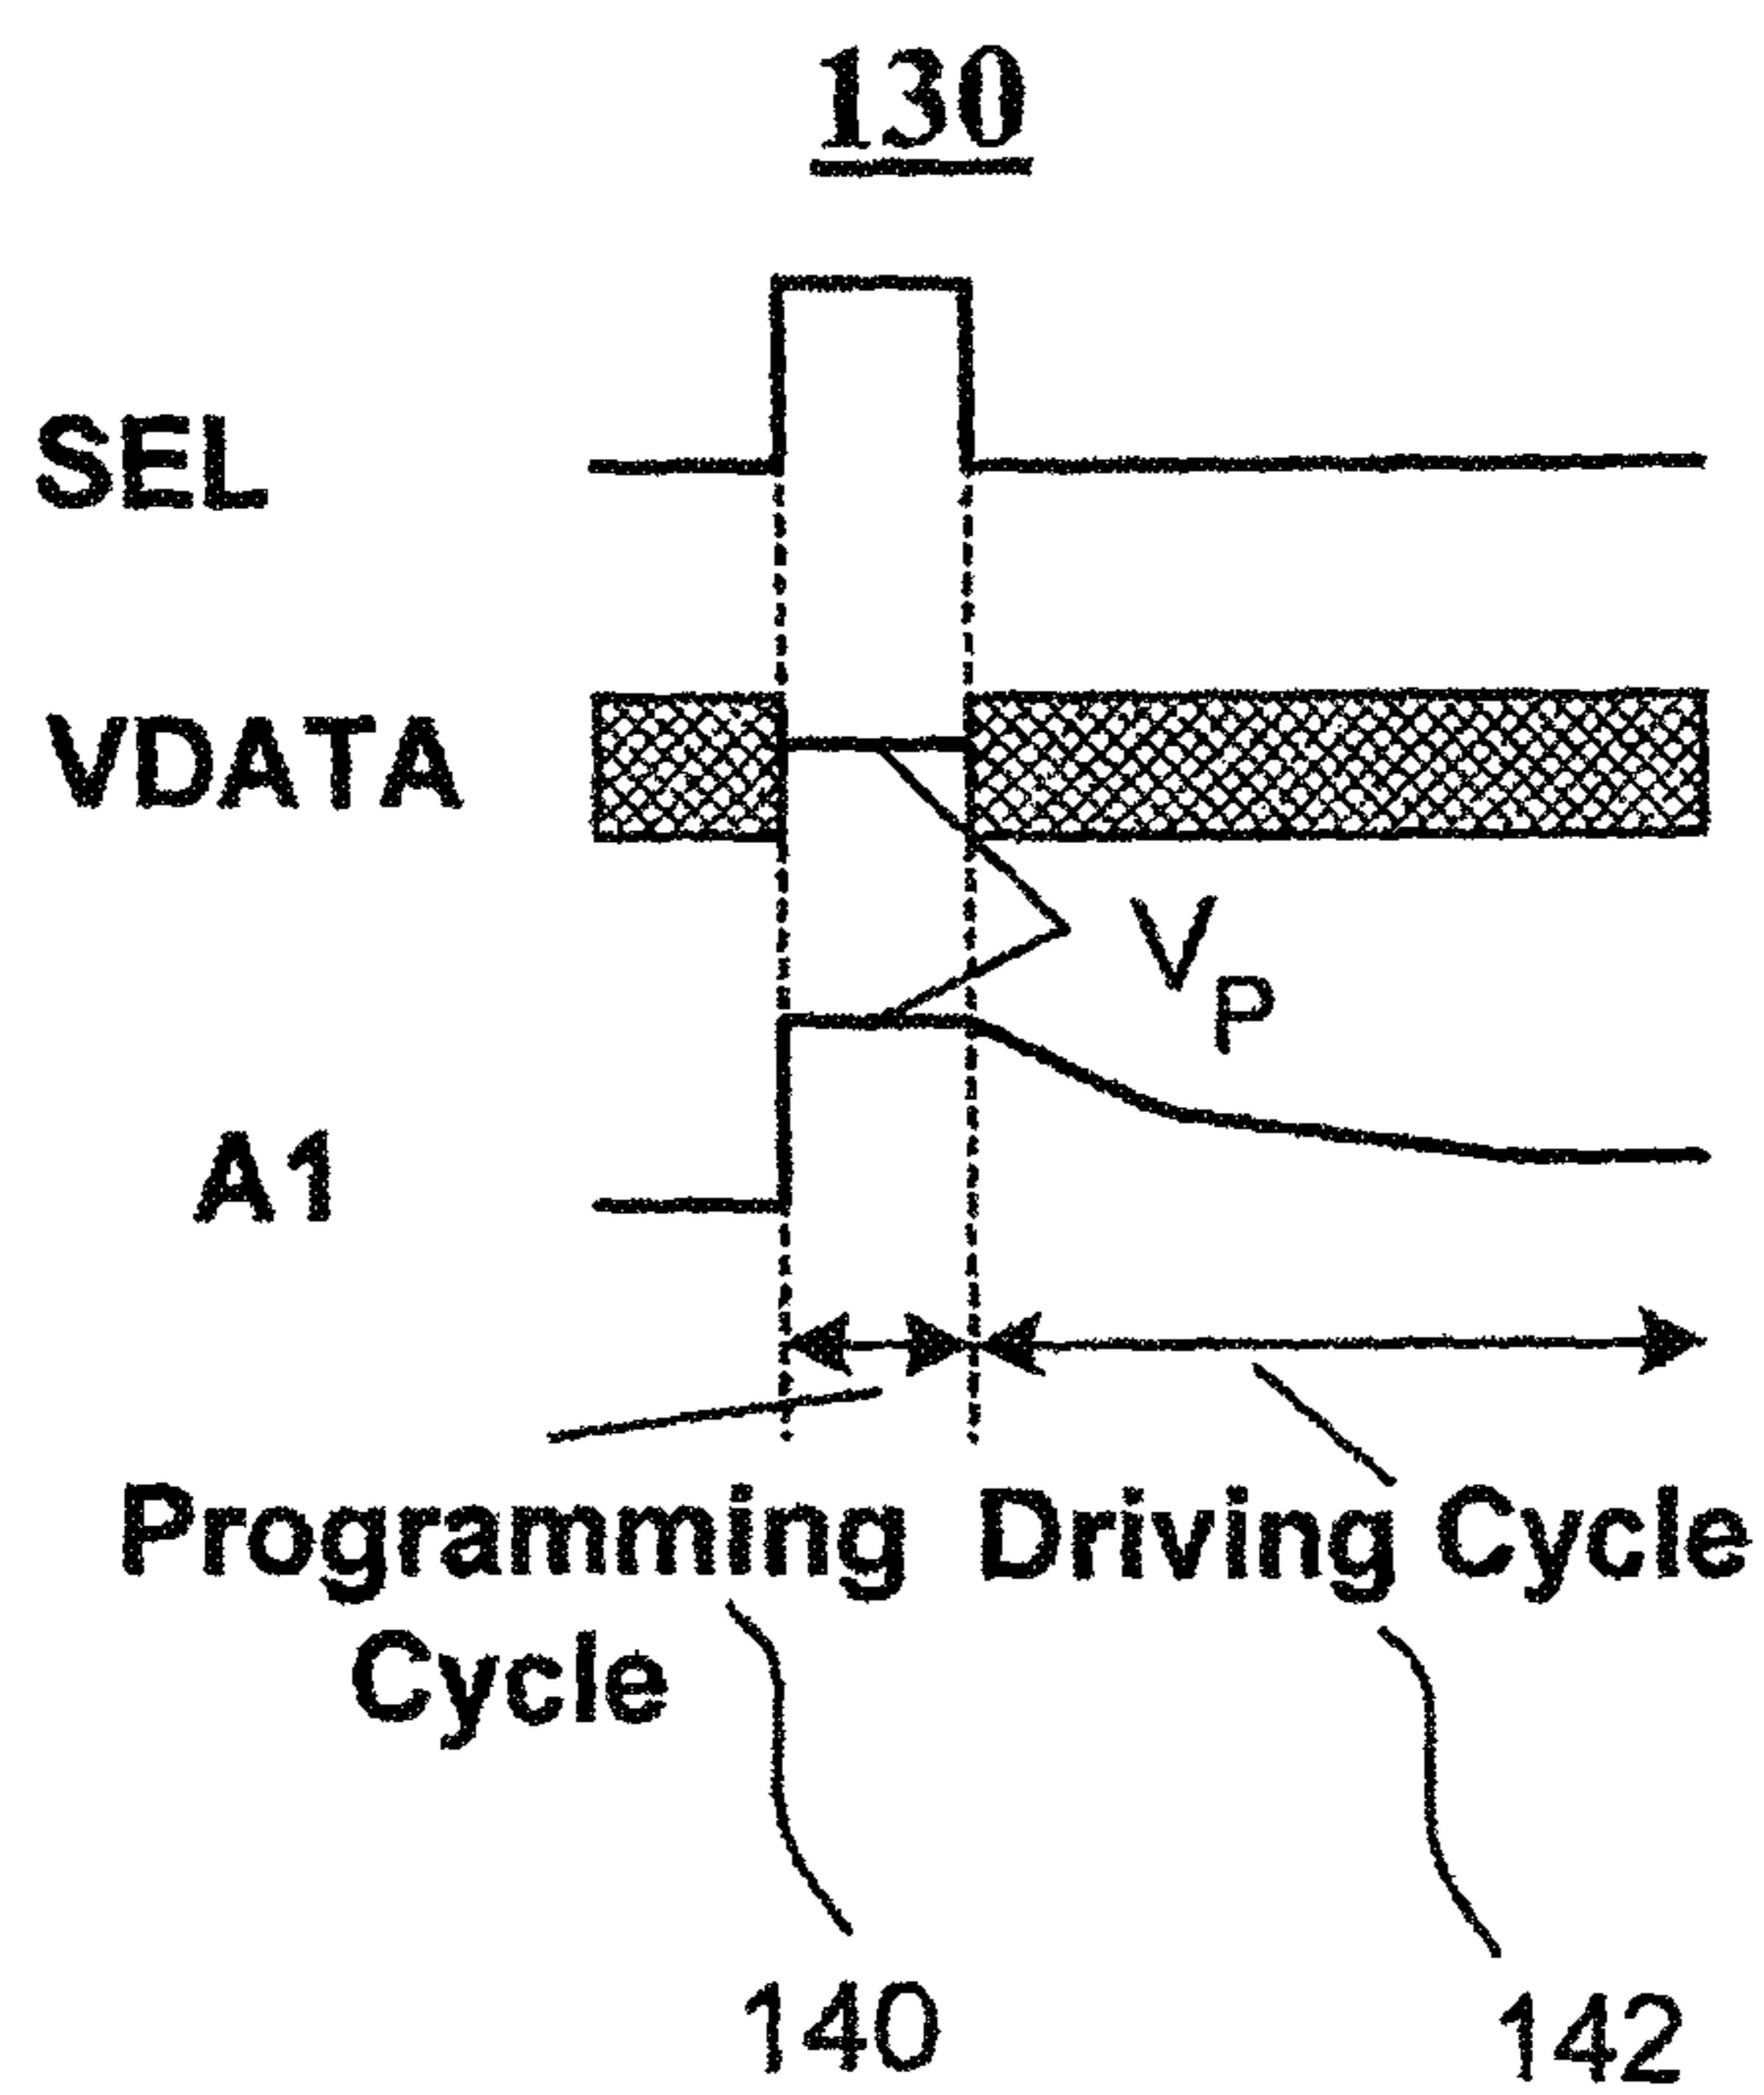 130
SEL
VDATA
VP
A1
Programming Driving Cycle
Cycle
140
142